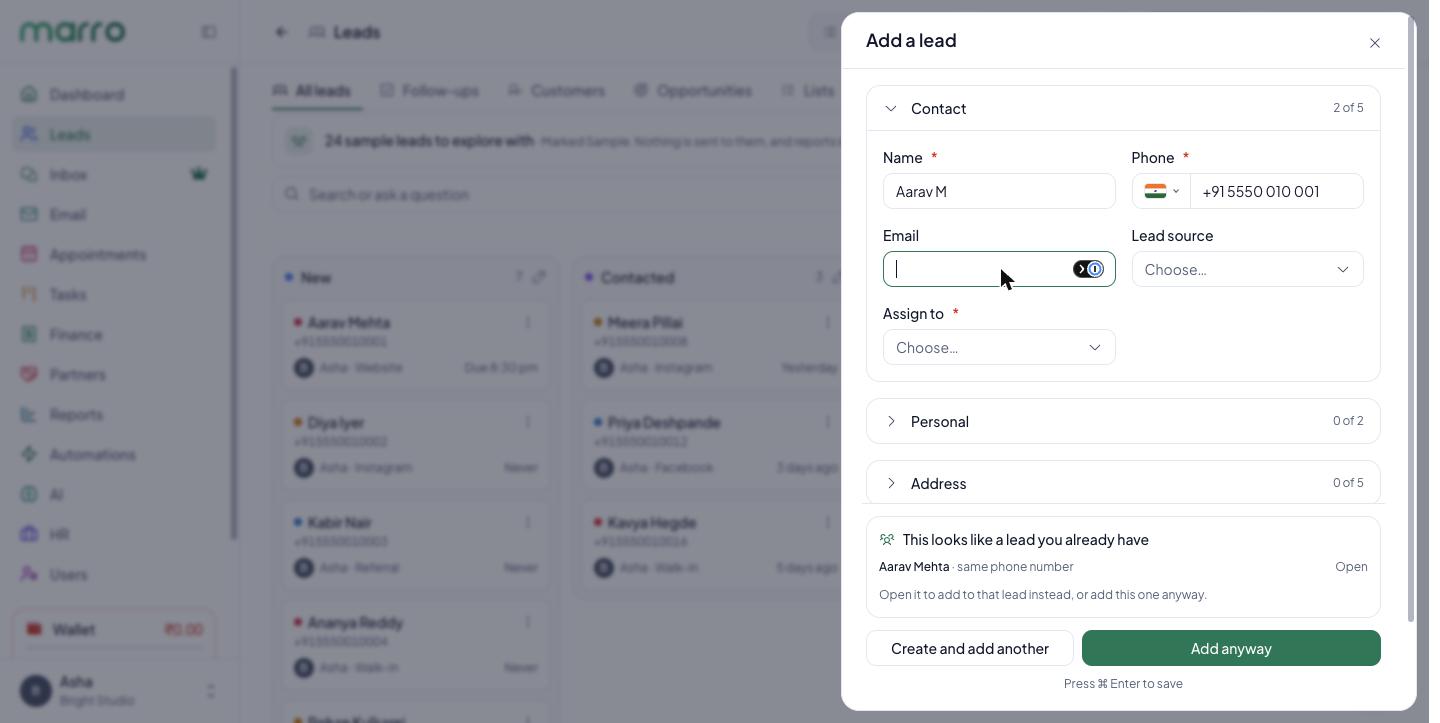 marro
Dashboard
Leads
Inbox
Email
Appointments
Tasks
Finance
Partners
Reports
Automations
AI
HR
Users
Wallet ₹0.00
Asha
Bright Studio
Leads
All leads Follow-ups Customers Opportunities Lists
24 sample leads to explore with · Marked Sample. Nothing is sent to them, and reports
Search or ask a question
New 7
Aarav Mehta
+915550010001
Asha · Website Due 8:30 pm
Diya Iyer
+915550010002
Asha · Instagram Never
Kabir Nair
+915550010003
Asha · Referral Never
Ananya Reddy
+915550010004
Asha · Walk-in Never
Rohan Kulkarni
Contacted 3
Meera Pillai
+915550010008
Asha · Instagram Yesterday
Priya Deshpande
+915550010012
Asha · Facebook 3 days ago
Kavya Hegde
+915550010016
Asha · Walk-in 5 days ago
Add a lead
Contact 2 of 5
Name * Phone *
Aarav M +91 5550 010 001
Email Lead source
Choose...
Assign to *
Choose...
Personal 0 of 2
Address 0 of 5
This looks like a lead you already have
Aarav Mehta · same phone number Open
Open it to add to that lead instead, or add this one anyway.
Create and add another Add anyway
Press ⌘ Enter to save